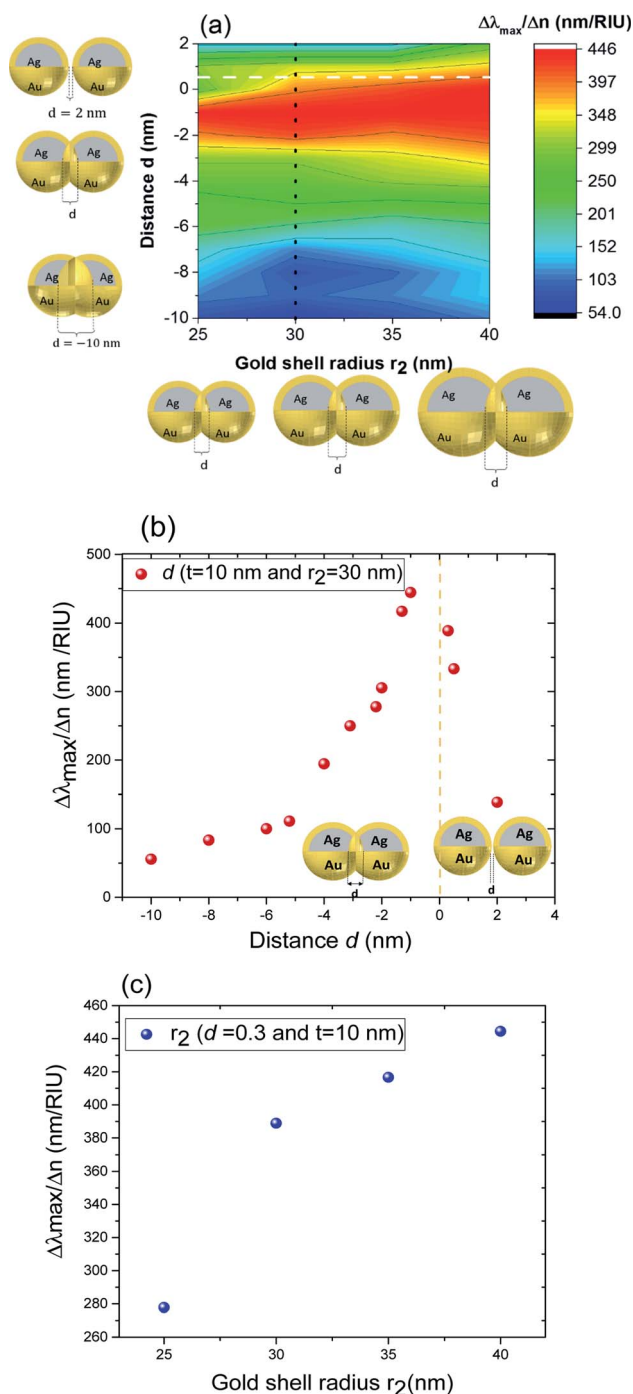 (a)
Δλmax/Δn (nm/RIU)
Ag Ag
Au Au
d = 2 nm
Ag Ag
Au Au
d
Ag Ag
Au Au
d = −10 nm
Distance d (nm)
2
0
-2
-4
-6
-8
-10
25 30 35 40
Gold shell radius r2 (nm)
446
348
299
250
201
152
103
54.0
Ag Ag
Au Au
d
Ag Ag
Au Au
d
Ag Ag
Au Au
d
(b)
d (t=10 nm and r2=30 nm)
Δλmax/Δn (nm /RIU)
500
400
300
200
100
0
Ag Ag
Au Au
d
Ag Ag
Au Au
d
-10 -8 -6 -4 -2 0 2 4
Distance d (nm)
(c)
r2 (d =0.3 and t=10 nm)
Δλmax/Δn (nm/RIU)
460
440
420
400
380
360
340
320
300
280
260
25 30 35 40
Gold shell radius r2(nm)